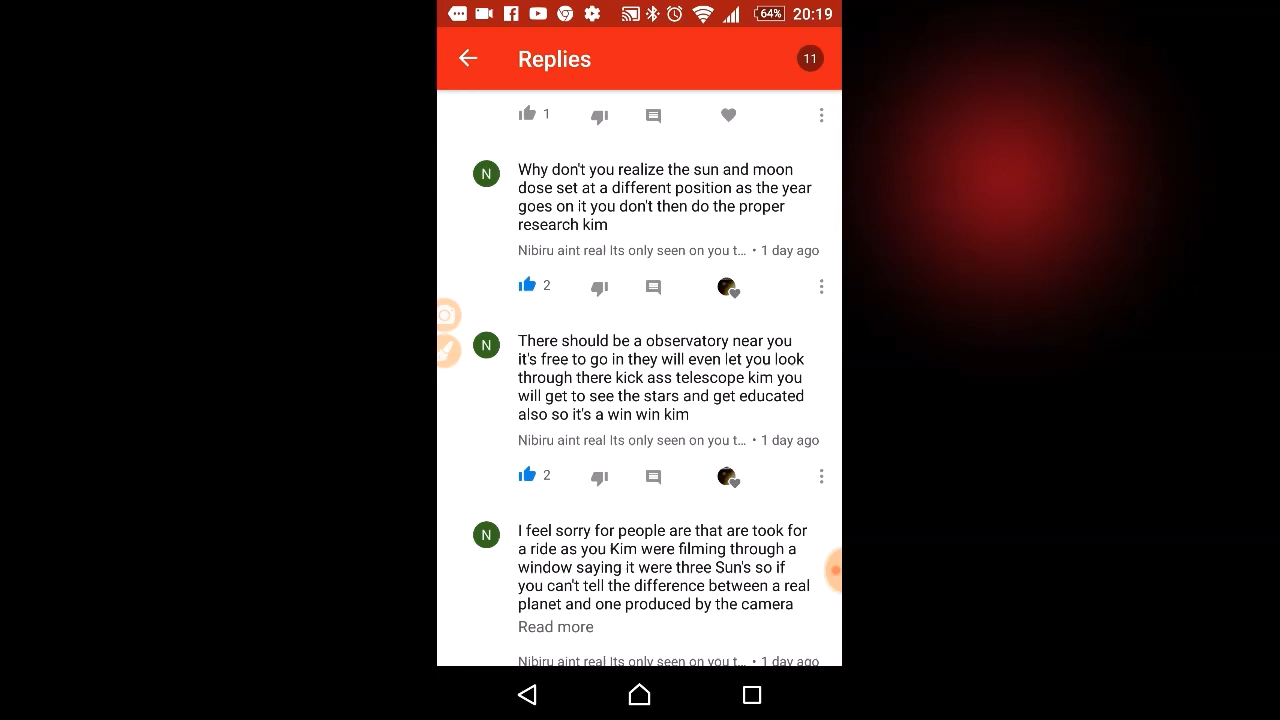 64% 20:19
Replies
11
1
N
Why don't you realize the sun and moon
dose set at a different position as the year
goes on it you don't then do the proper
research kim
Nibiru aint real Its only seen on you t... • 1 day ago
2
N
There should be a observatory near you
it's free to go in they will even let you look
through there kick ass telescope kim you
will get to see the stars and get educated
also so it's a win win kim
Nibiru aint real Its only seen on you t... • 1 day ago
2
N
I feel sorry for people are that are took for
a ride as you Kim were filming through a
window saying it were three Sun's so if
you can't tell the difference between a real
planet and one produced by the camera
Read more
Nibiru aint real Its only seen on you t... • 1 day ago